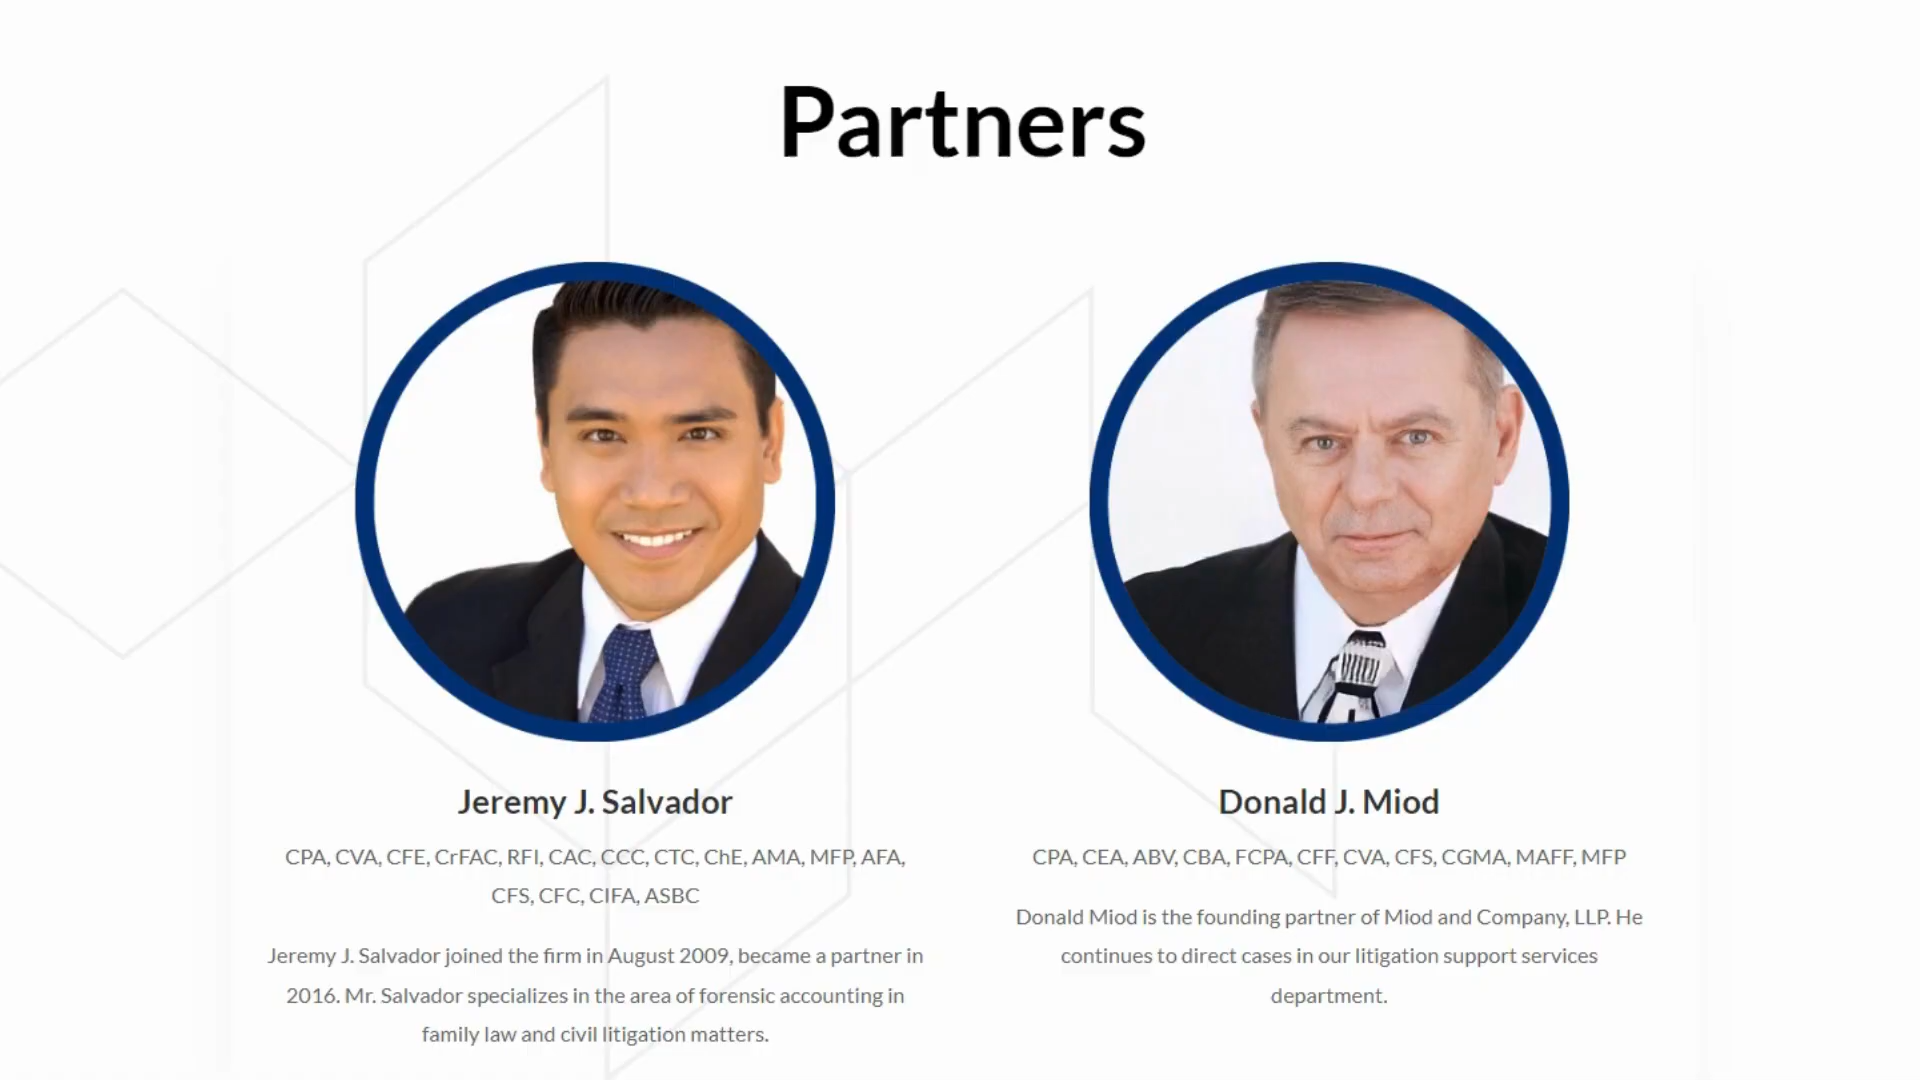 Partners
Jeremy J. Salvador
CPA, CVA, CFE, CrFAC, RFI, CAC, CCC, CTC, ChE, AMA, MFP, AFA,
CFS, CFC, CIFA, ASBC
Jeremy J. Salvador joined the firm in August 2009, became a partner in
2016. Mr. Salvador specializes in the area of forensic accounting in
family law and civil litigation matters.
Donald J. Miod
CPA, CEA, ABV, CBA, FCPA, CFF, CVA, CFS, CGMA, MAFF, MFP
Donald Miod is the founding partner of Miod and Company, LLP. He
continues to direct cases in our litigation support services
department.